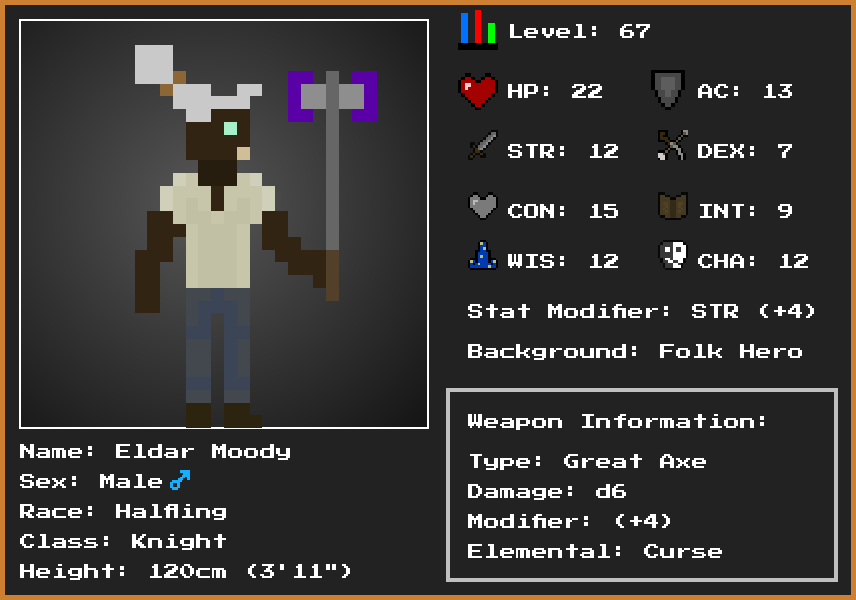 Level: 67
HP: 22 AC: 13
STR: 12 DEX: 7
CON: 15 INT: 9
WIS: 12 CHA: 12
Stat Modifier: STR (+4)
Background: Folk Hero
Name: Eldar Moody
Sex: Male ♂
Race: Halfling
Class: Knight
Height: 120cm (3'11")
Weapon Information:
Type: Great Axe
Damage: d6
Modifier: (+4)
Elemental: Curse